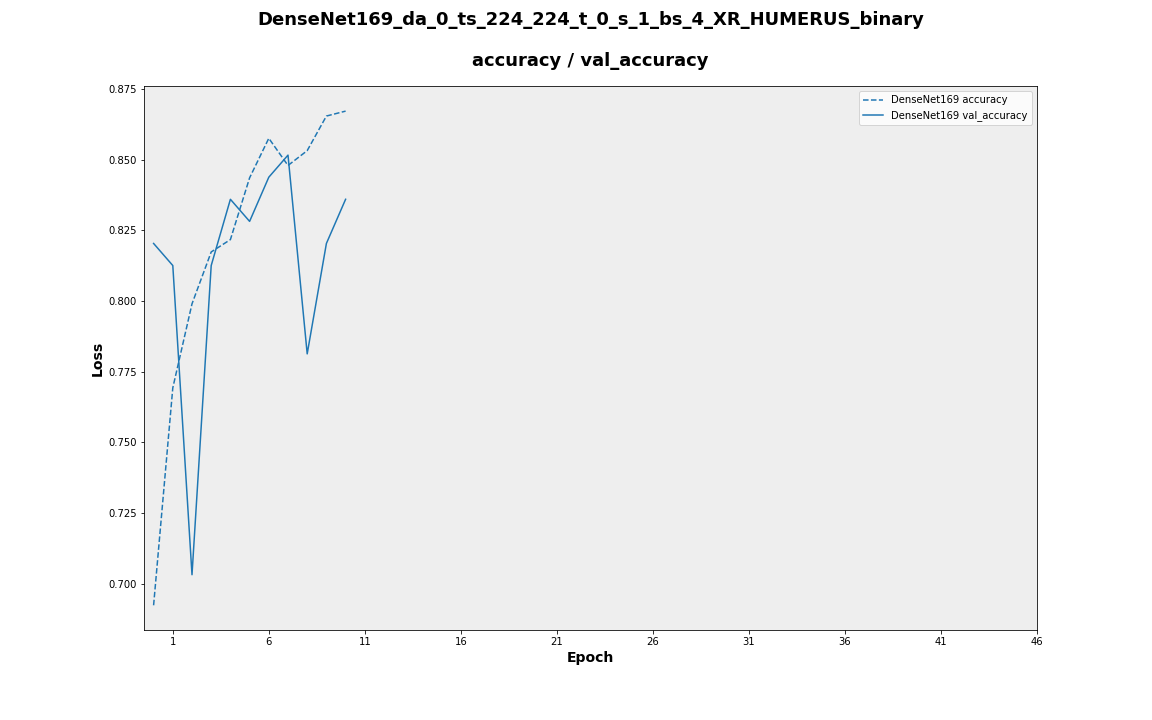 DenseNet169_da_0_ts_224_224_t_0_s_1_bs_4_XR_HUMERUS_binary
accuracy / val_accuracy
DenseNet169 accuracy
DenseNet169 val_accuracy
0.875
0.850
0.825
0.800
0.775
0.750
0.725
0.700
Loss
1 6 11 16 21 26 31 36 41 46
Epoch